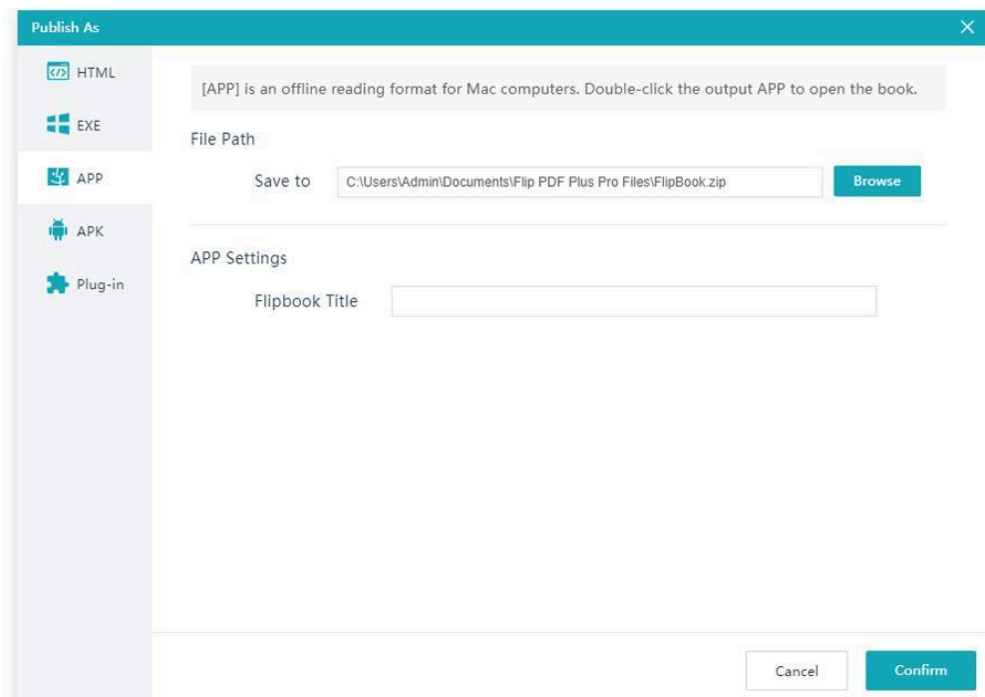 Publish As
HTML
EXE
APP
APK
Plug-in
[APP] is an offline reading format for Mac computers. Double-click the output APP to open the book.
File Path
Save to C:\Users\Admin\Documents\Flip PDF Plus Pro Files\FlipBook.zip Browse
APP Settings
Flipbook Title
Cancel Confirm